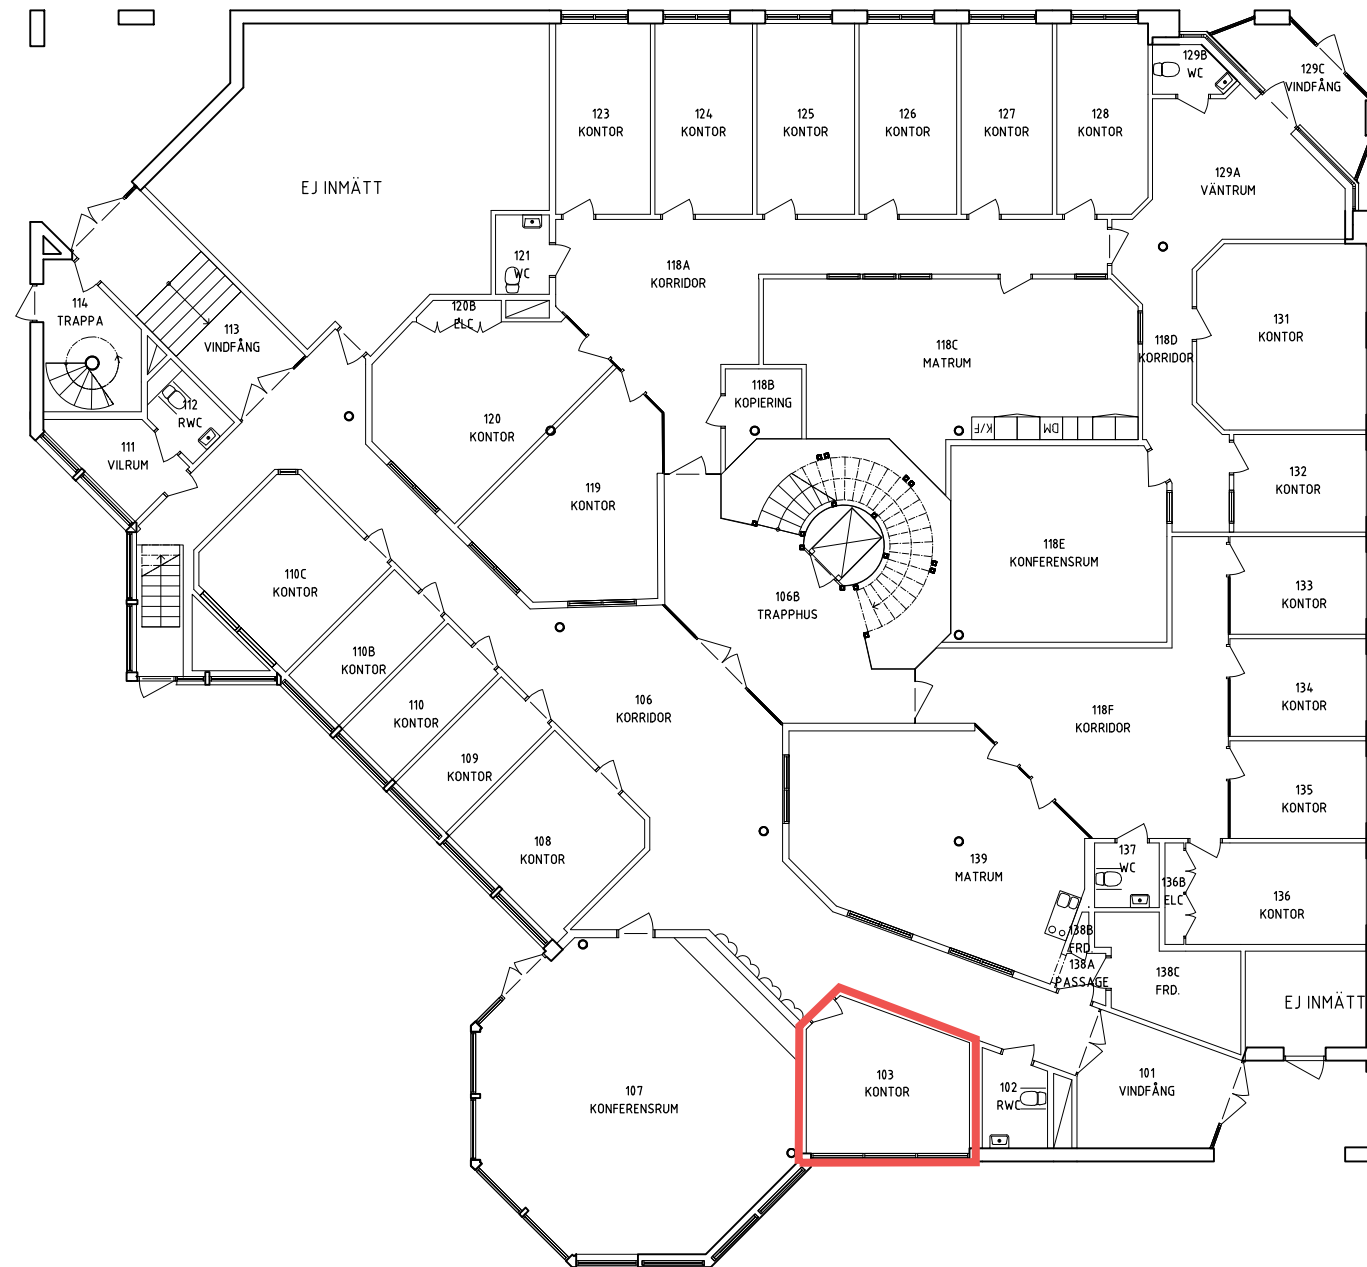 129B
WC
129C
VINDFÅNG
123
KONTOR
124
KONTOR
125
KONTOR
126
KONTOR
127
KONTOR
128
KONTOR
129A
VÄNTRUM
EJ INMÄTT
121
WC
118A
KORRIDOR
114
TRAPPA
113
VINDFÅNG
120B
ELC
118C
MATRUM
118D
KORRIDOR
131
KONTOR
118B
KOPIERING
112
RWC
120
KONTOR
K/F
DM
111
VILRUM
119
KONTOR
132
KONTOR
118E
KONFERENSRUM
110C
KONTOR
133
KONTOR
106B
TRAPPHUS
110B
KONTOR
134
KONTOR
110
KONTOR
106
KORRIDOR
118F
KORRIDOR
109
KONTOR
135
KONTOR
108
KONTOR
139
MATRUM
137
WC
136B
ELC
136
KONTOR
138B
FRD.
138A
PASSAGE
138C
FRD.
EJ INMÄTT
103
KONTOR
102
RWC
101
VINDFÅNG
107
KONFERENSRUM